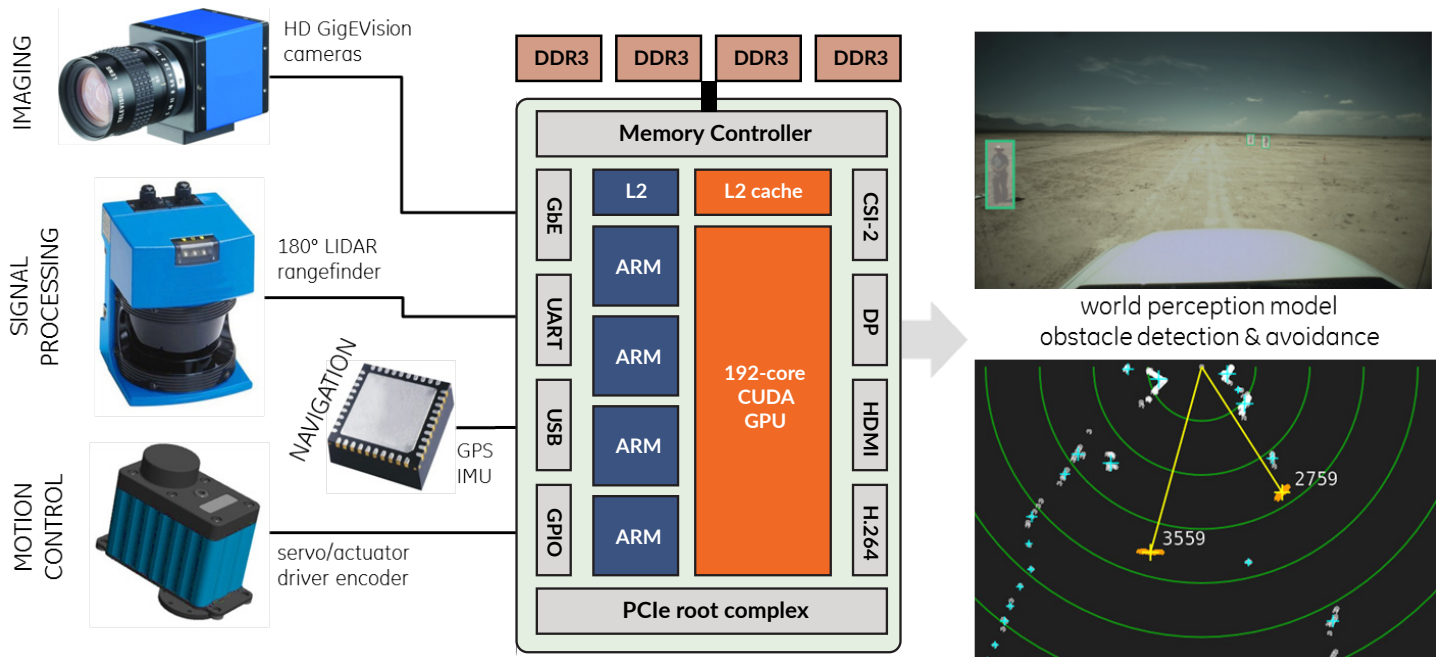 IMAGING
HD GigEVision
cameras
SIGNAL
PROCESSING
180° LIDAR
rangefinder
NAVIGATION
GPS
IMU
MOTION
CONTROL
servo/actuator
driver encoder
DDR3
DDR3
DDR3
DDR3
Memory Controller
GbE
UART
USB
GPIO
L2
ARM
ARM
ARM
ARM
L2 cache
192-core
CUDA
GPU
CSI-2
DP
HDMI
H.264
PCIe root complex
world perception model
obstacle detection & avoidance
2759
3559